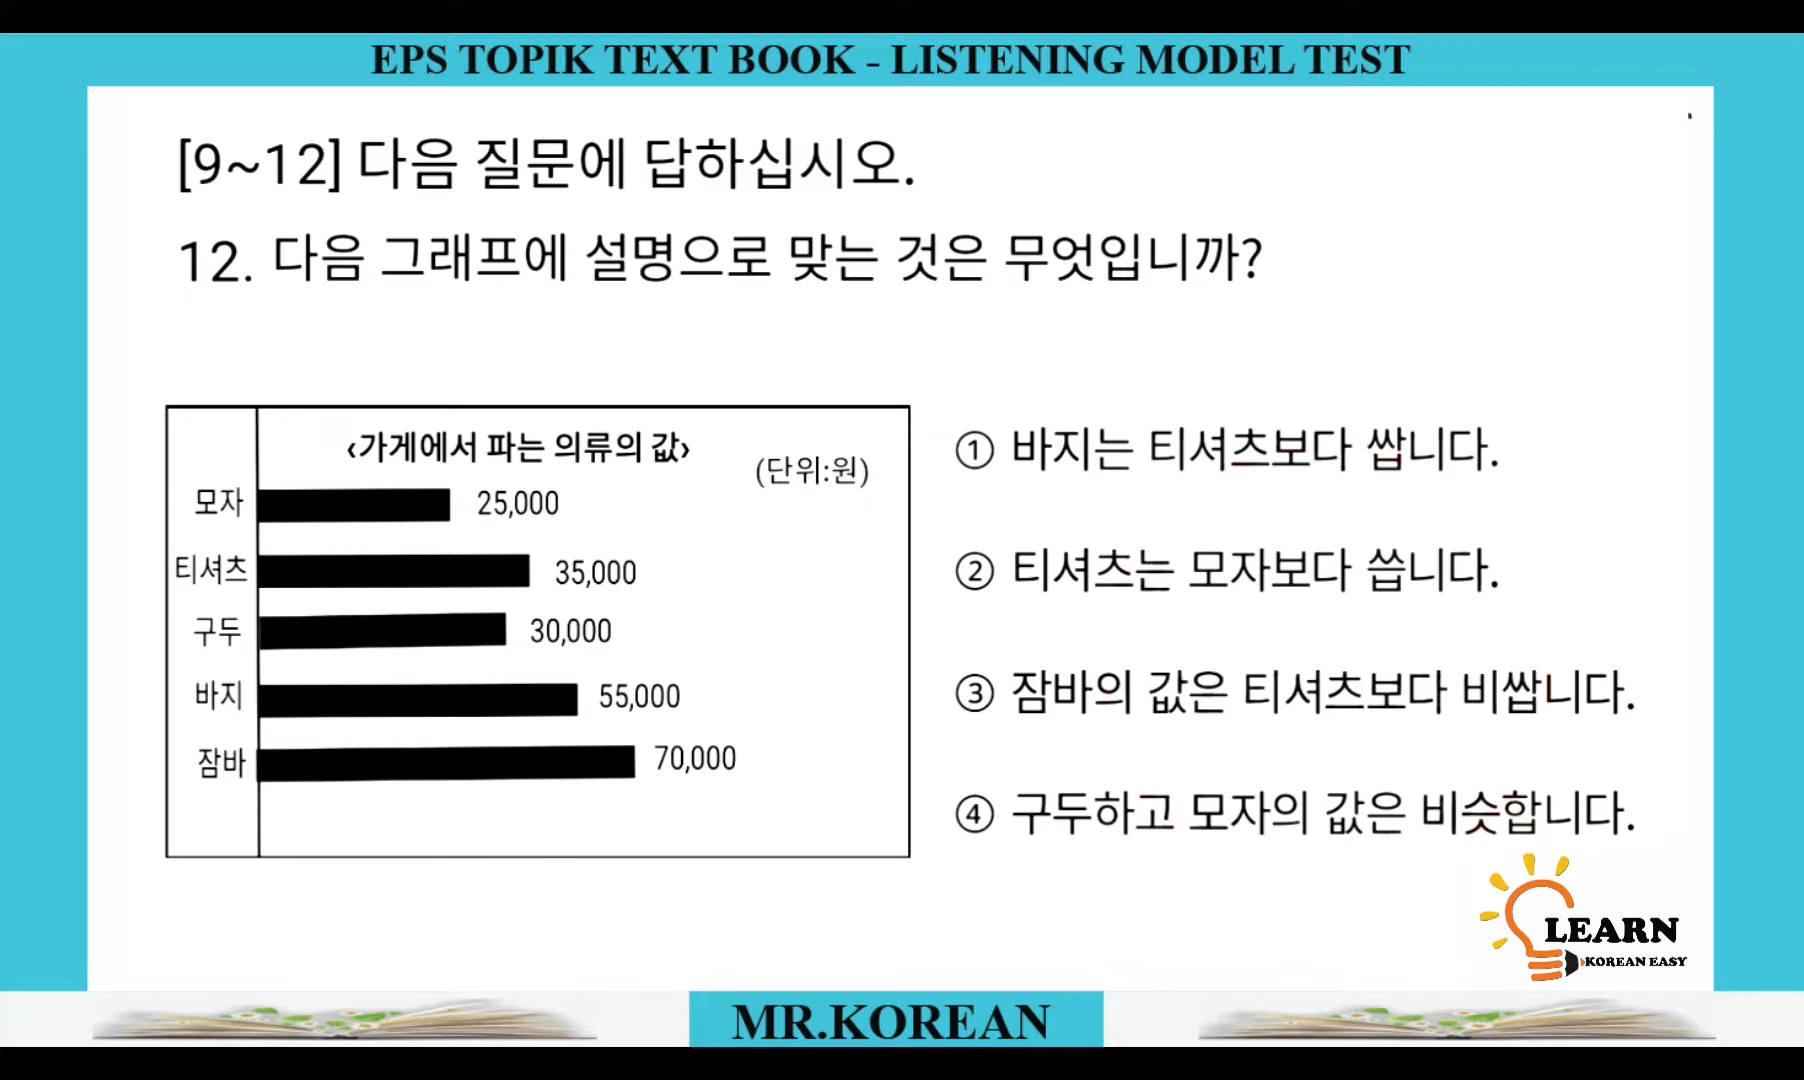 EPS TOPIK TEXT BOOK - LISTENING MODEL TEST
[9~12] 다음 질문에 답하십시오.
12. 다음 그래프에 설명으로 맞는 것은 무엇입니까?
<가게에서 파는 의류의 값>
(단위:원)
모자 25,000
티셔츠 35,000
구두 30,000
바지 55,000
잠바 70,000
① 바지는 티셔츠보다 쌉니다.
② 티셔츠는 모자보다 씁니다.
③ 잠바의 값은 티셔츠보다 비쌉니다.
④ 구두하고 모자의 값은 비슷합니다.
LEARN
KOREAN EASY
MR.KOREAN